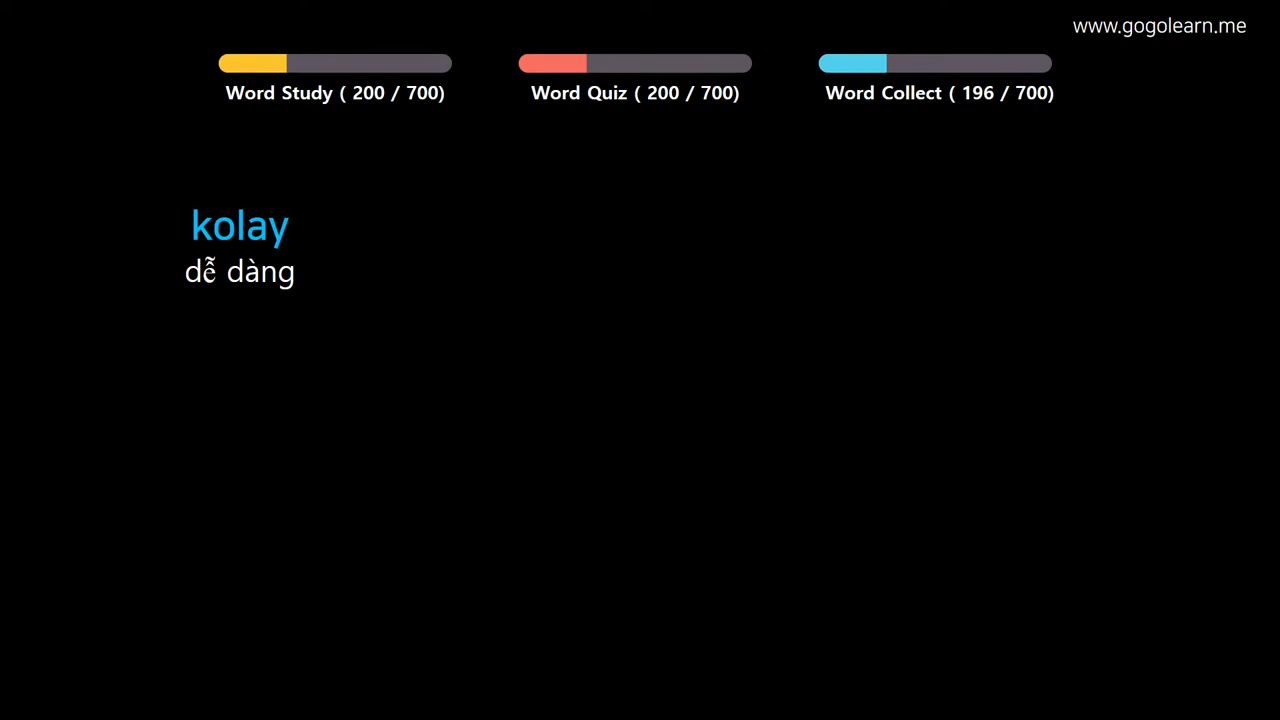 www.gogolearn.me
Word Study ( 200 / 700)
Word Quiz ( 200 / 700)
Word Collect ( 196 / 700)
kolay
dễ dàng